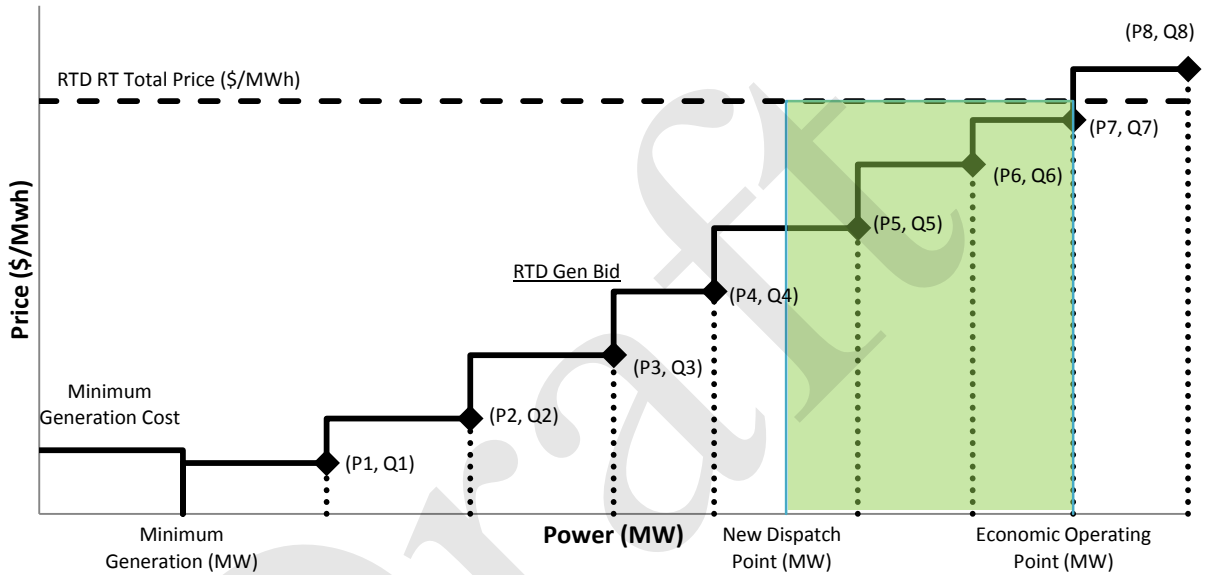 (P8, Q8)
RTD RT Total Price ($/MWh)
(P7, Q7)
(P6, Q6)
(P5, Q5)
RTD Gen Bid
(P4, Q4)
Price ($/Mwh)
(P3, Q3)
Minimum
Generation Cost
(P2, Q2)
(P1, Q1)
Minimum
Generation (MW)
Power (MW)
New Dispatch
Point (MW)
Economic Operating
Point (MW)
Draft